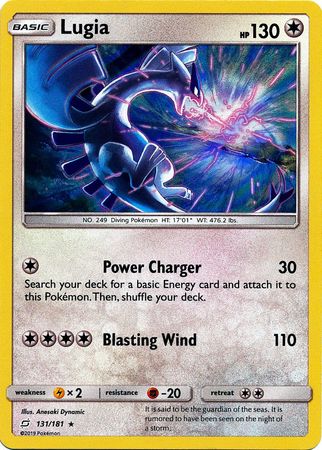 BASIC Lugia HP 130
NO. 249 Diving Pokémon HT: 17'01" WT: 476.2 lbs.
Power Charger 30
Search your deck for a basic Energy card and attach it
to this Pokémon. Then, shuffle your deck.
Blasting Wind 110
weakness × 2 resistance -20 retreat
Illus. Anesaki Dynamic
131/181 ★
©2019 Pokémon
It is said to be the guardian of the seas. It is
rumored to have been seen on the night of
a storm.